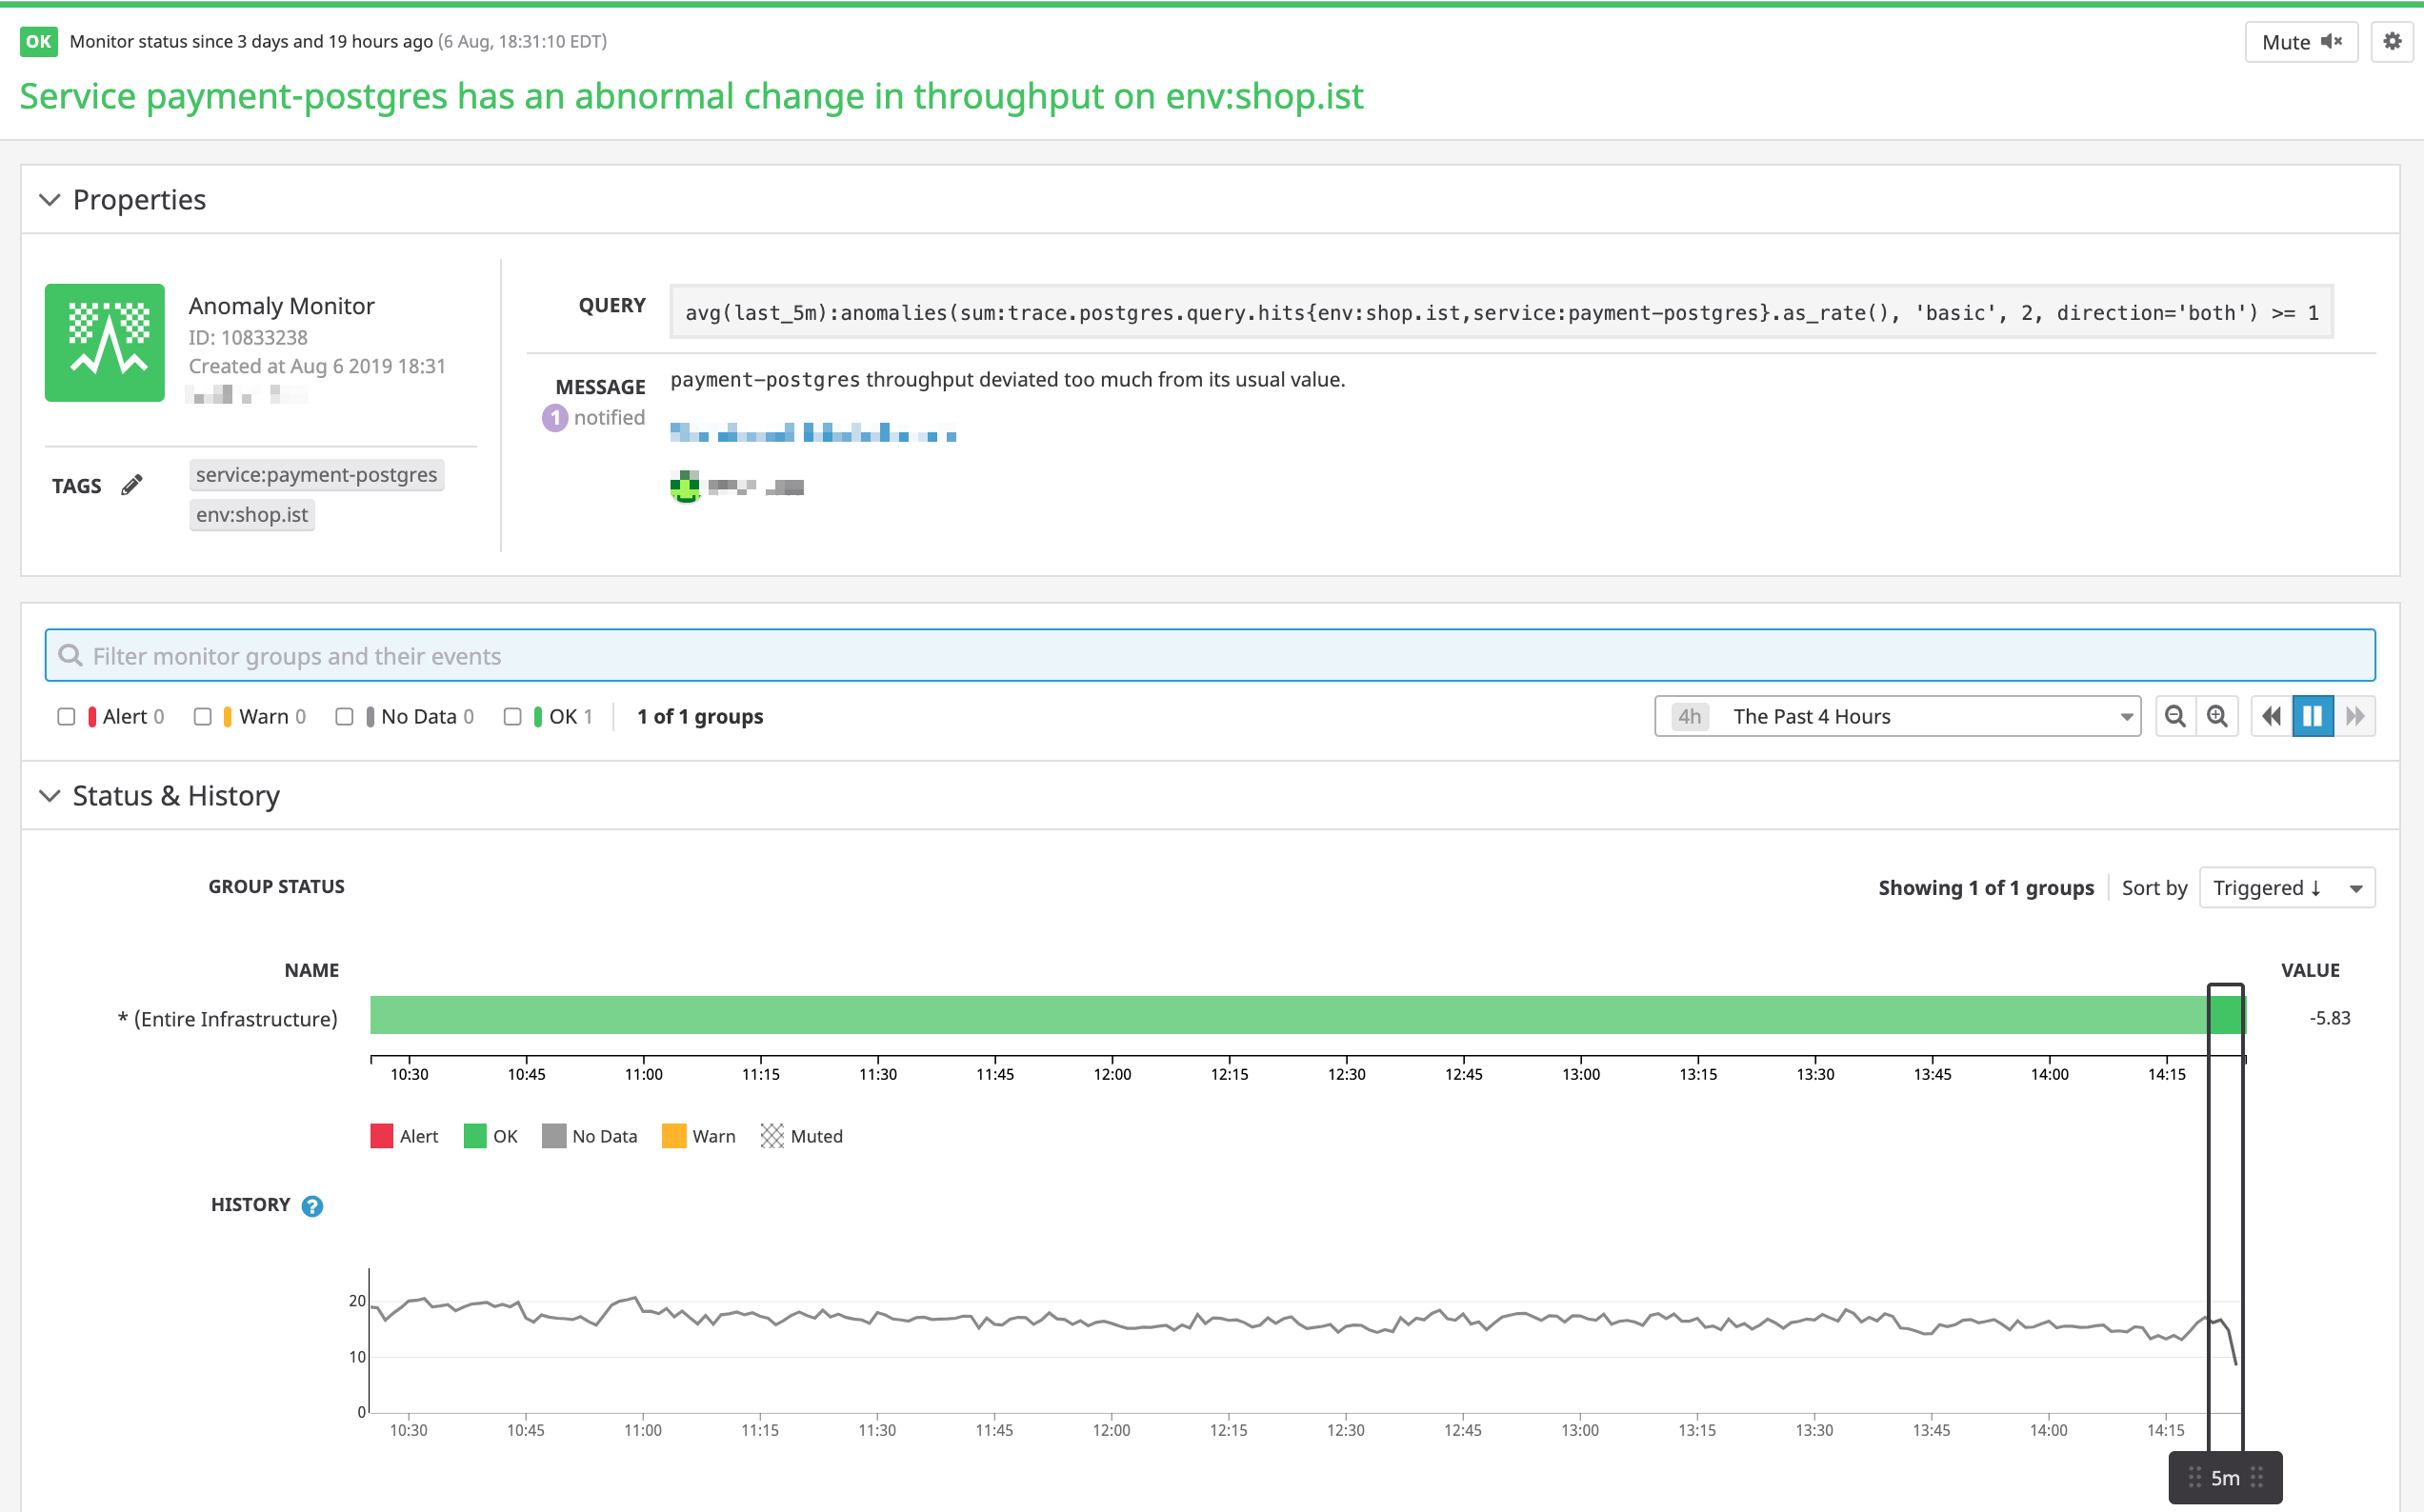 OK Monitor status since 3 days and 19 hours ago (6 Aug, 18:31:10 EDT)
Mute
Service payment-postgres has an abnormal change in throughput on env:shop.ist
Properties
Anomaly Monitor
ID: 10833238
Created at Aug 6 2019 18:31
TAGS
service:payment-postgres
env:shop.ist
QUERY
avg(last_5m):anomalies(sum:trace.postgres.query.hits{env:shop.ist,service:payment-postgres}.as_rate(), 'basic', 2, direction='both') >= 1
MESSAGE
1 notified
payment-postgres throughput deviated too much from its usual value.
Filter monitor groups and their events
Alert 0 Warn 0 No Data 0 OK 1 1 of 1 groups
4h The Past 4 Hours
Status & History
GROUP STATUS
Showing 1 of 1 groups Sort by Triggered ↓
NAME VALUE
* (Entire Infrastructure) -5.83
10:30 10:45 11:00 11:15 11:30 11:45 12:00 12:15 12:30 12:45 13:00 13:15 13:30 13:45 14:00 14:15
Alert OK No Data Warn Muted
HISTORY ?
20
10
0
10:30 10:45 11:00 11:15 11:30 11:45 12:00 12:15 12:30 12:45 13:00 13:15 13:30 13:45 14:00 14:15
5m